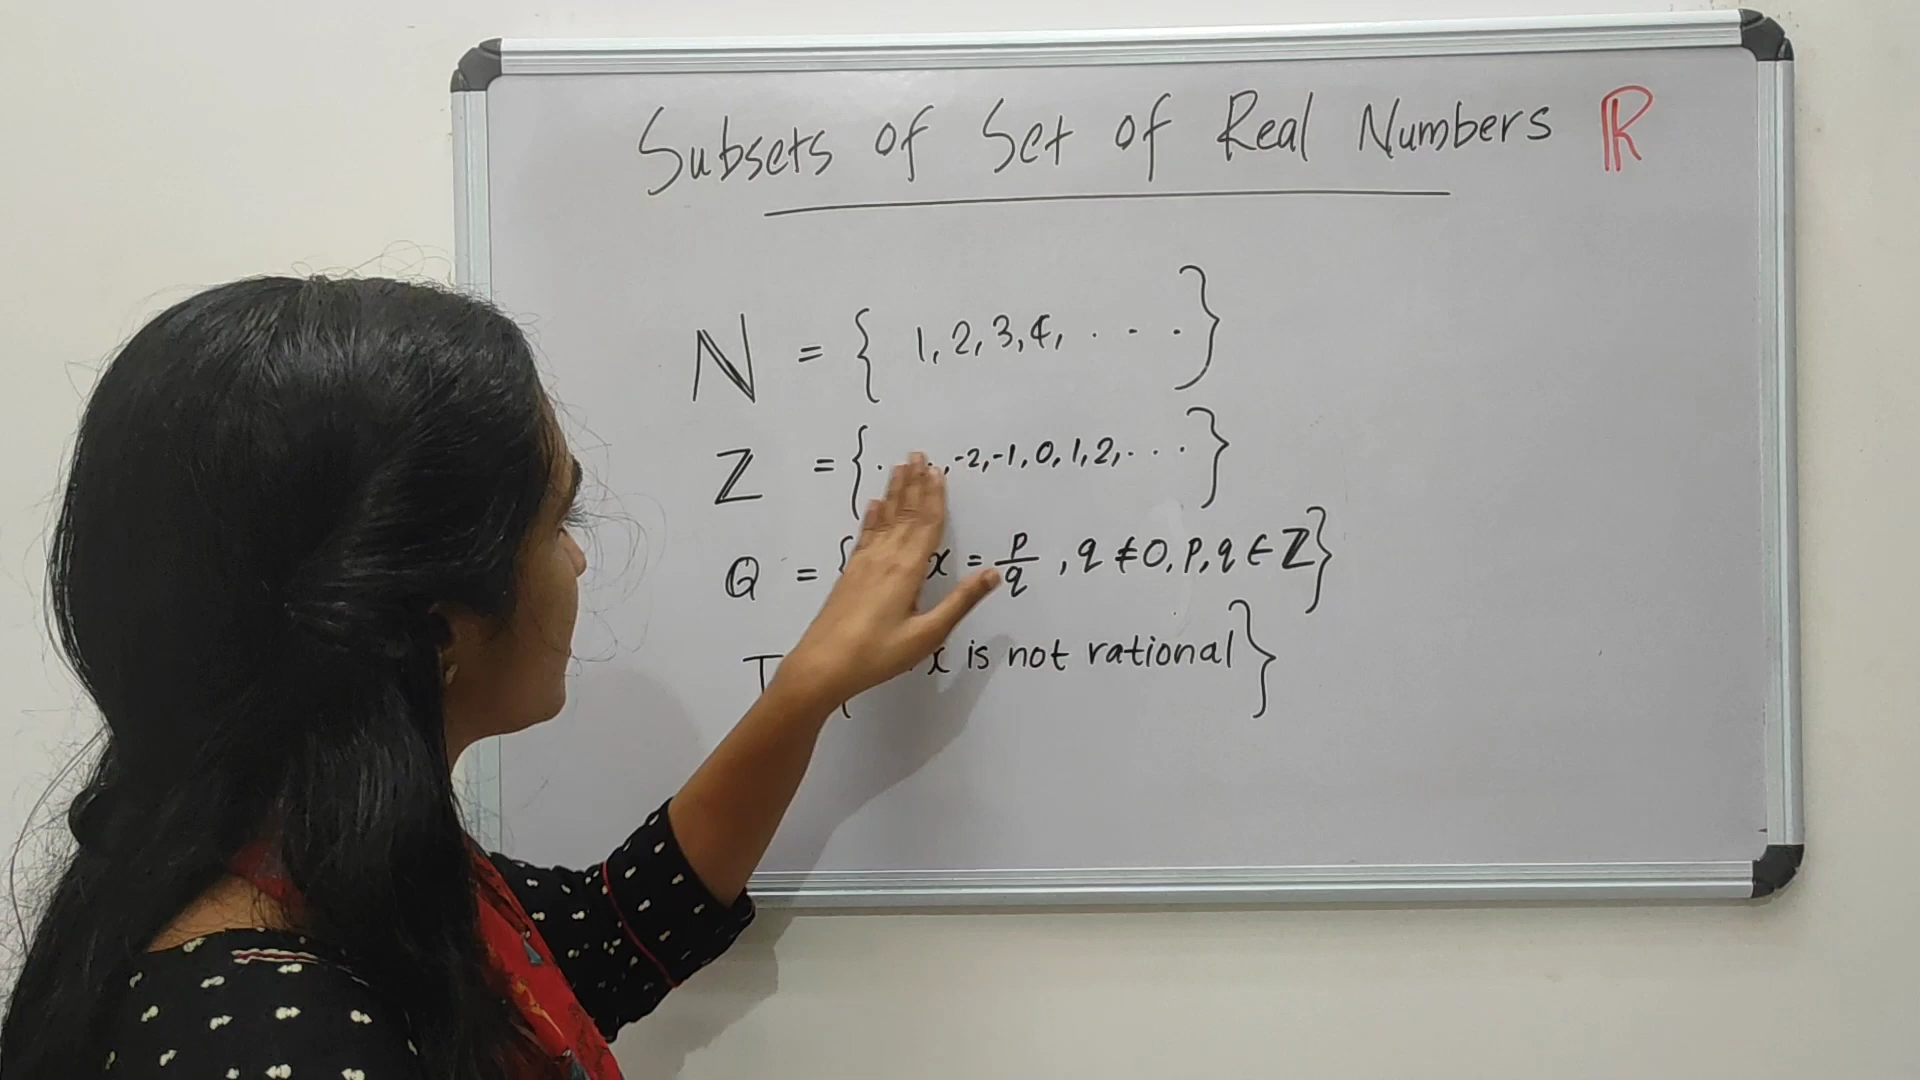 Subsets of Set of Real Numbers ℝ
N = { 1, 2, 3, 4, . . . }
Z = { . . , -2, -1, 0, 1, 2, . . . }
Q = { x = p/q , q ≠ 0, p, q ∈ Z }
T { x is not rational }